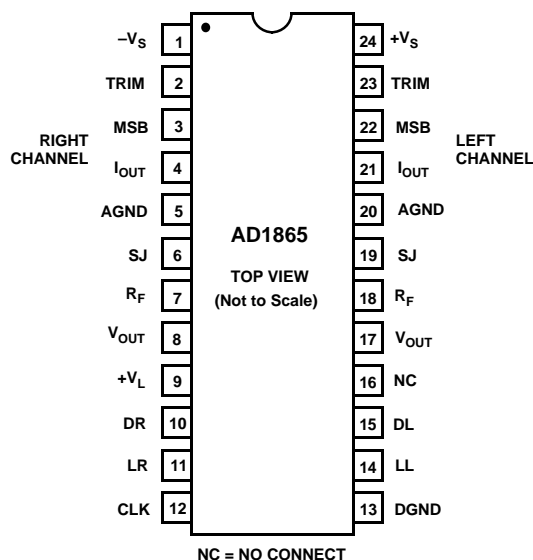 –VS 1 24 +VS
TRIM 2 23 TRIM
MSB 3 22 MSB
RIGHT CHANNEL
LEFT CHANNEL
IOUT 4 21 IOUT
AGND 5 20 AGND
AD1865
SJ 6 19 SJ
TOP VIEW
(Not to Scale)
RF 7 18 RF
VOUT 8 17 VOUT
+VL 9 16 NC
DR 10 15 DL
LR 11 14 LL
CLK 12 13 DGND
NC = NO CONNECT